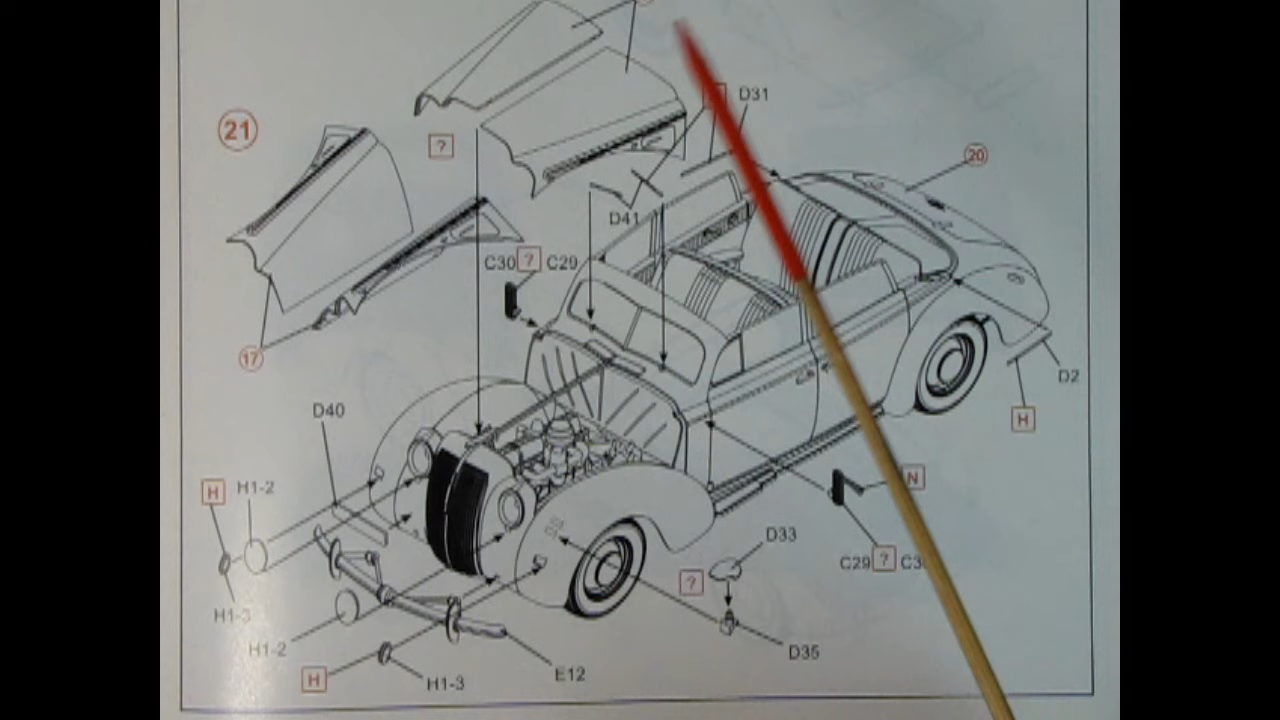 D31
21
?
20
D41
C30 ? C29
17
D2
D40
H
N
H H1-2
D33
C29 ?
?
H1-3
H1-2
D35
E12
H
H1-3